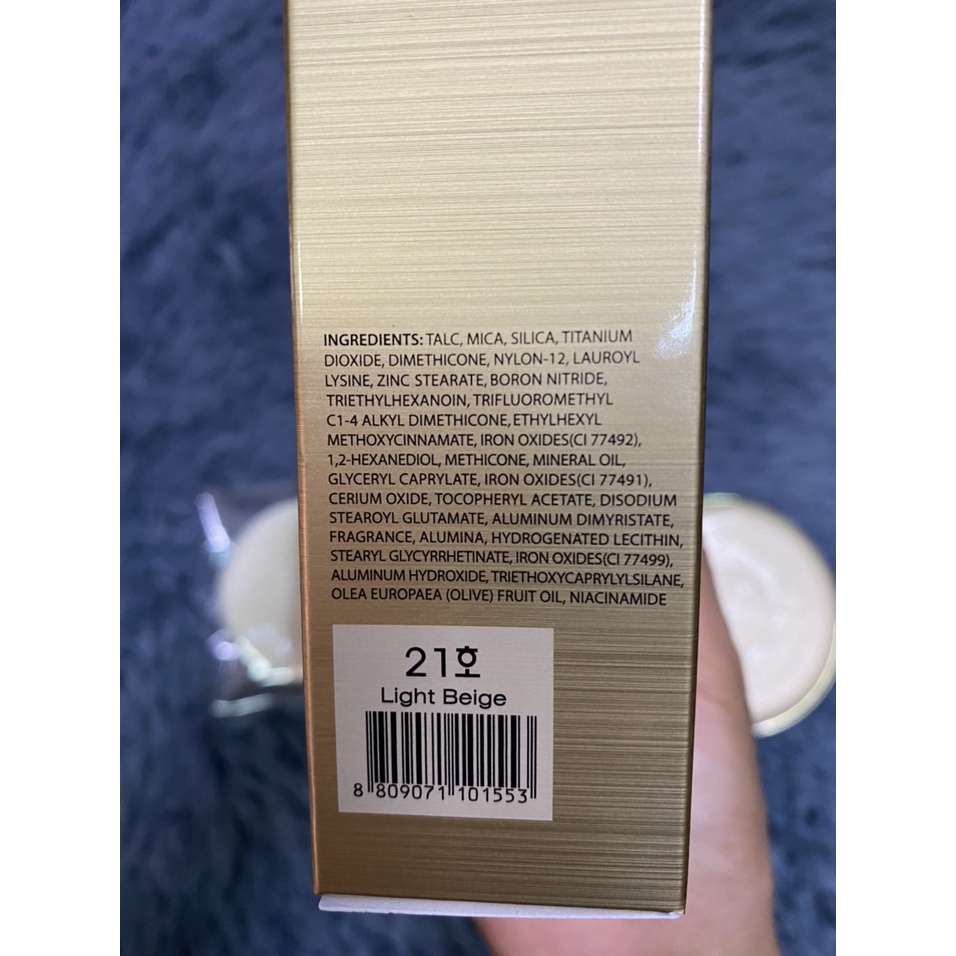 INGREDIENTS: TALC, MICA, SILICA, TITANIUM
DIOXIDE, DIMETHICONE, NYLON-12, LAUROYL
LYSINE, ZINC STEARATE, BORON NITRIDE,
TRIETHYLHEXANOIN, TRIFLUOROMETHYL
C1-4 ALKYL DIMETHICONE, ETHYLHEXYL
METHOXYCINNAMATE, IRON OXIDES(CI 77492),
1,2-HEXANEDIOL, METHICONE, MINERAL OIL,
GLYCERYL CAPRYLATE, IRON OXIDES(CI 77491),
CERIUM OXIDE, TOCOPHERYL ACETATE, DISODIUM
STEAROYL GLUTAMATE, ALUMINUM DIMYRISTATE,
FRAGRANCE, ALUMINA, HYDROGENATED LECITHIN,
STEARYL GLYCYRRHETINATE, IRON OXIDES(CI 77499),
ALUMINUM HYDROXIDE, TRIETHOXYCAPRYLYLSILANE,
OLEA EUROPAEA (OLIVE) FRUIT OIL, NIACINAMIDE
21호
Light Beige
8 809071 101553